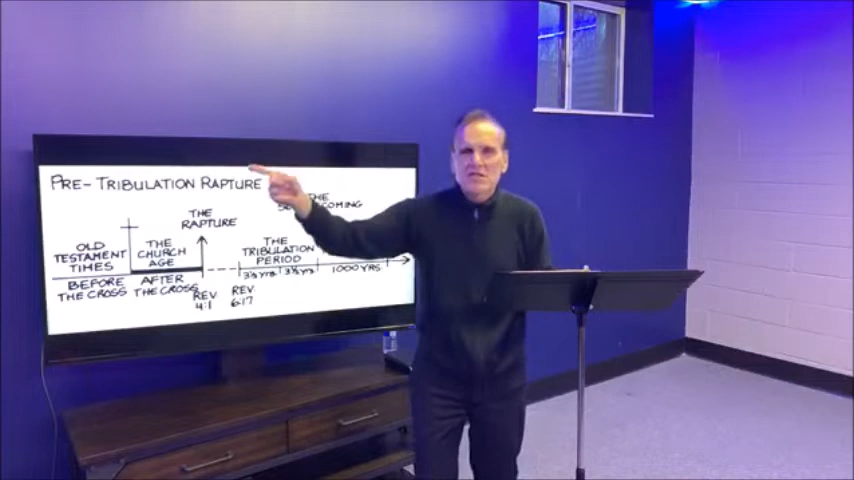 PRE-TRIBULATION RAPTURE
THE
COMING
THE
RAPTURE
OLD
TESTAMENT
TIMES
THE
CHURCH
AGE
THE
TRIBULATION
PERIOD
3½ yrs 3½ yrs
1000 YRS
BEFORE
THE CROSS
AFTER
THE CROSS
REV
4:1
REV
6:17